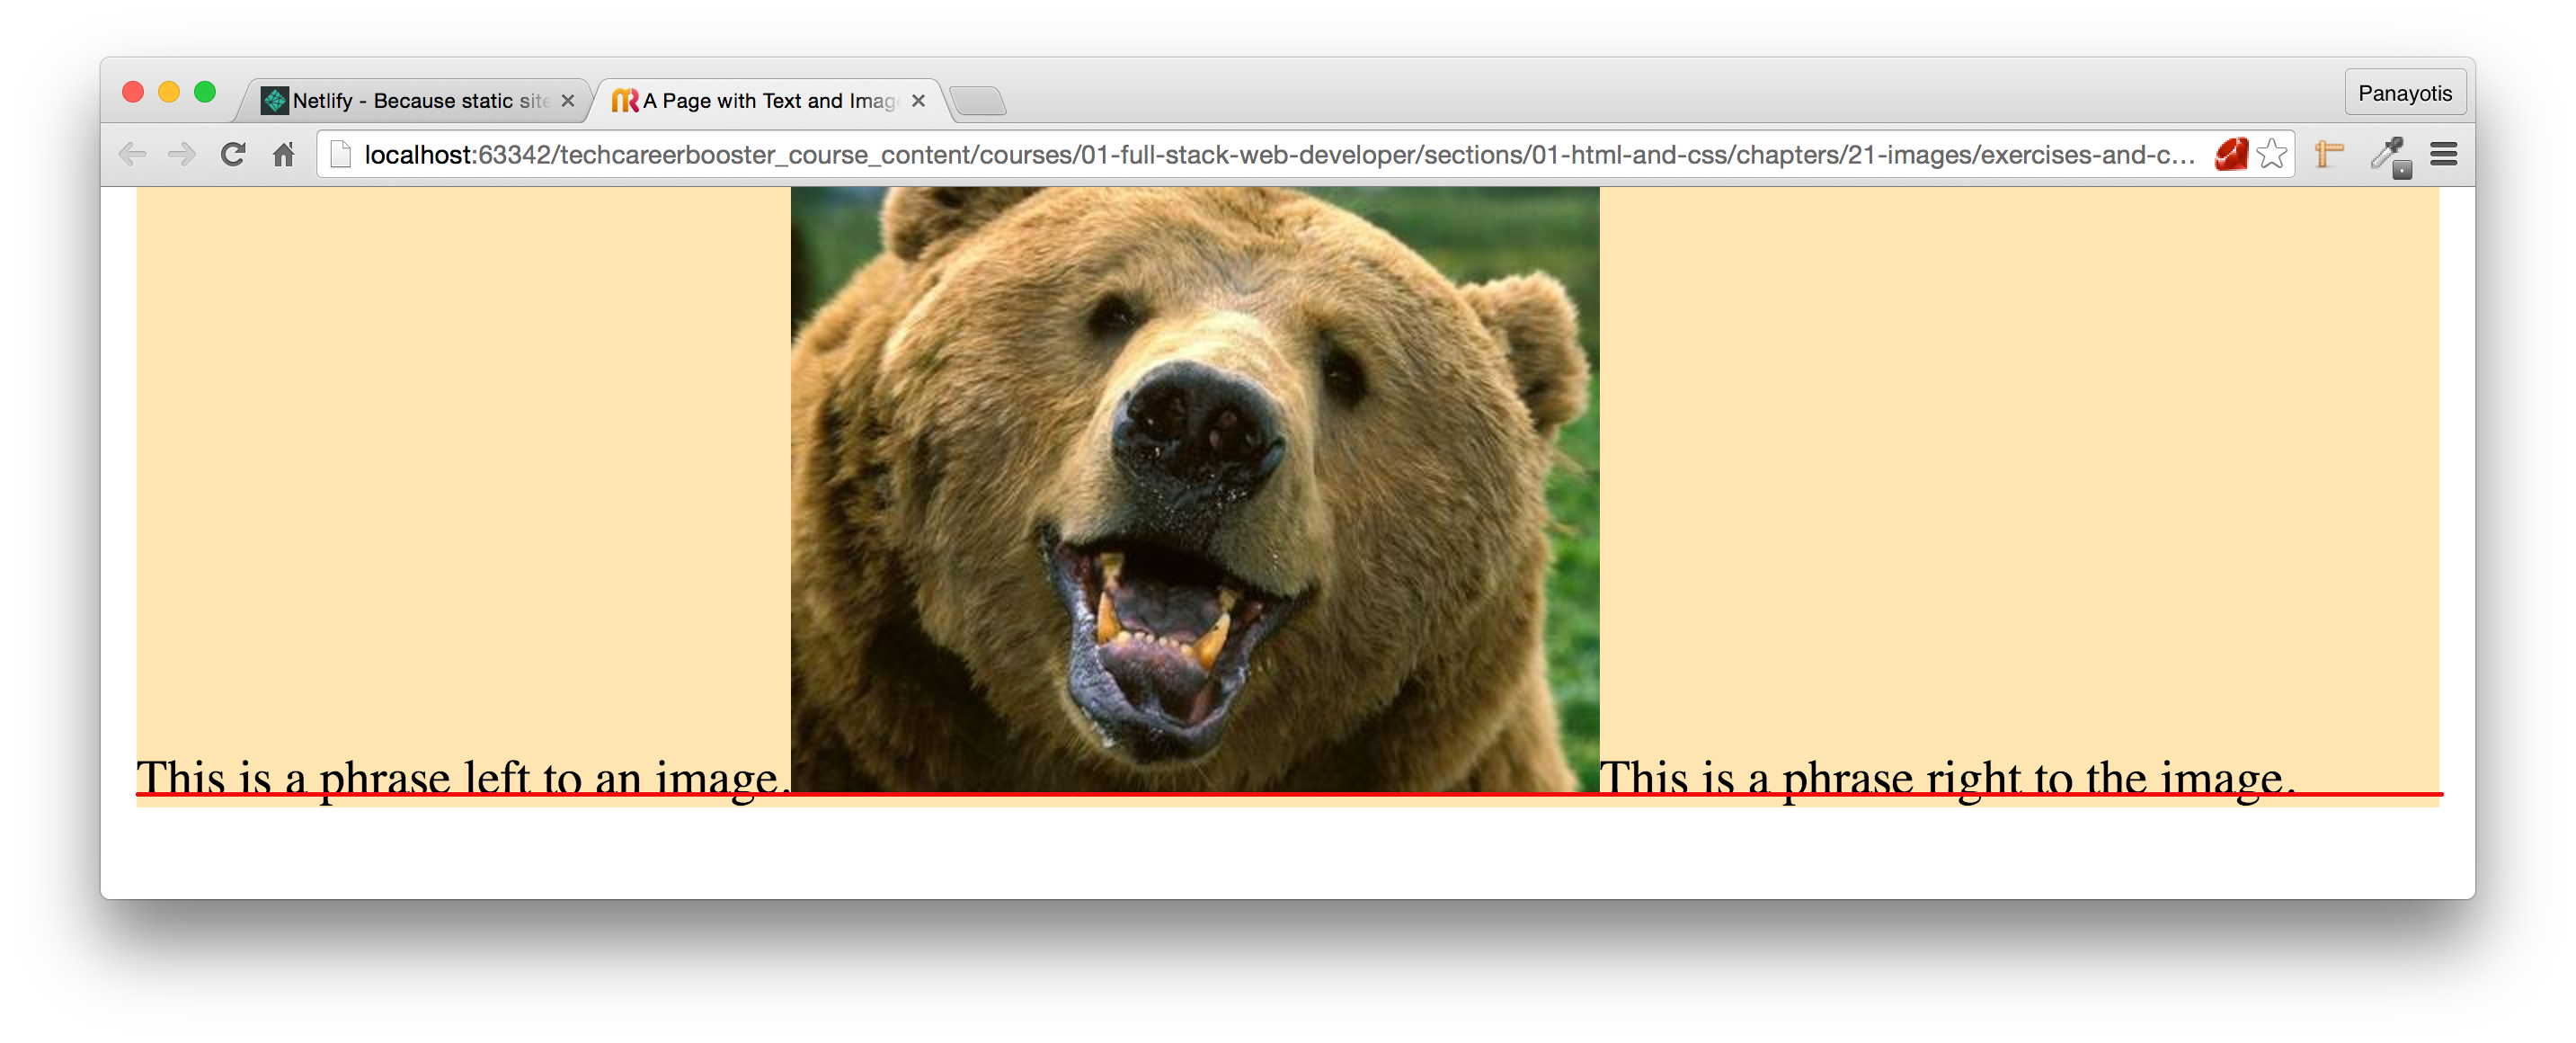 Netlify - Because static site
A Page with Text and Image
Panayotis
localhost:63342/techcareerbooster_course_content/courses/01-full-stack-web-developer/sections/01-html-and-css/chapters/21-images/exercises-and-c...
This is a phrase left to an image. This is a phrase right to the image.